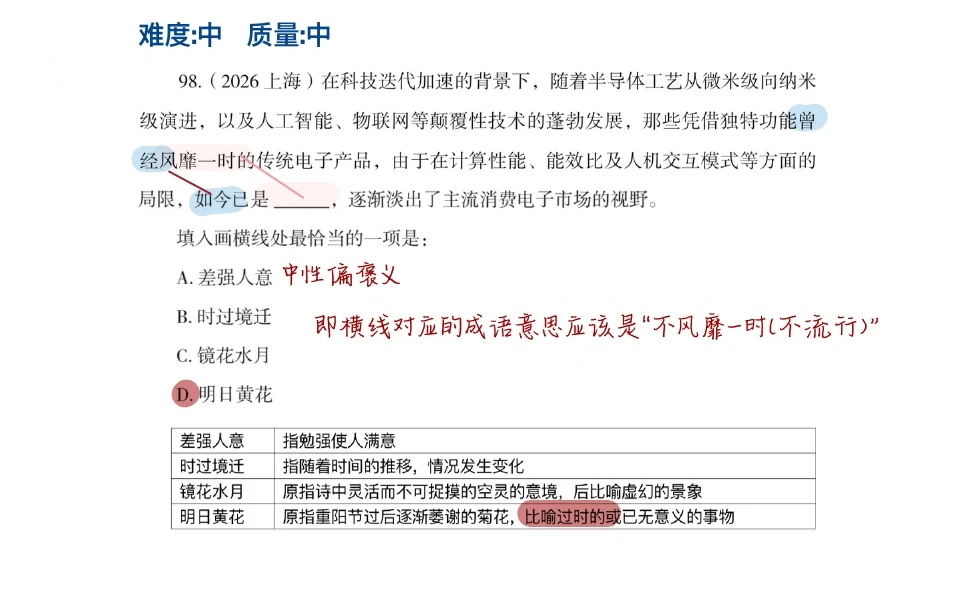 难度:中 质量:中
98.（2026上海）在科技迭代加速的背景下，随着半导体工艺从微米级向纳米
级演进，以及人工智能、物联网等颠覆性技术的蓬勃发展，那些凭借独特功能曾
经风靡一时的传统电子产品，由于在计算性能、能效比及人机交互模式等方面的
局限，如今已是______，逐渐淡出了主流消费电子市场的视野。
填入画横线处最恰当的一项是：
A. 差强人意 中性偏褒义
B. 时过境迁
即横线对应的成语意思应该是“不风靡一时(不流行)”
C. 镜花水月
D. 明日黄花
差强人意 指勉强使人满意
时过境迁 指随着时间的推移，情况发生变化
镜花水月 原指诗中灵活而不可捉摸的空灵的意境，后比喻虚幻的景象
明日黄花 原指重阳节过后逐渐萎谢的菊花，比喻过时的或已无意义的事物